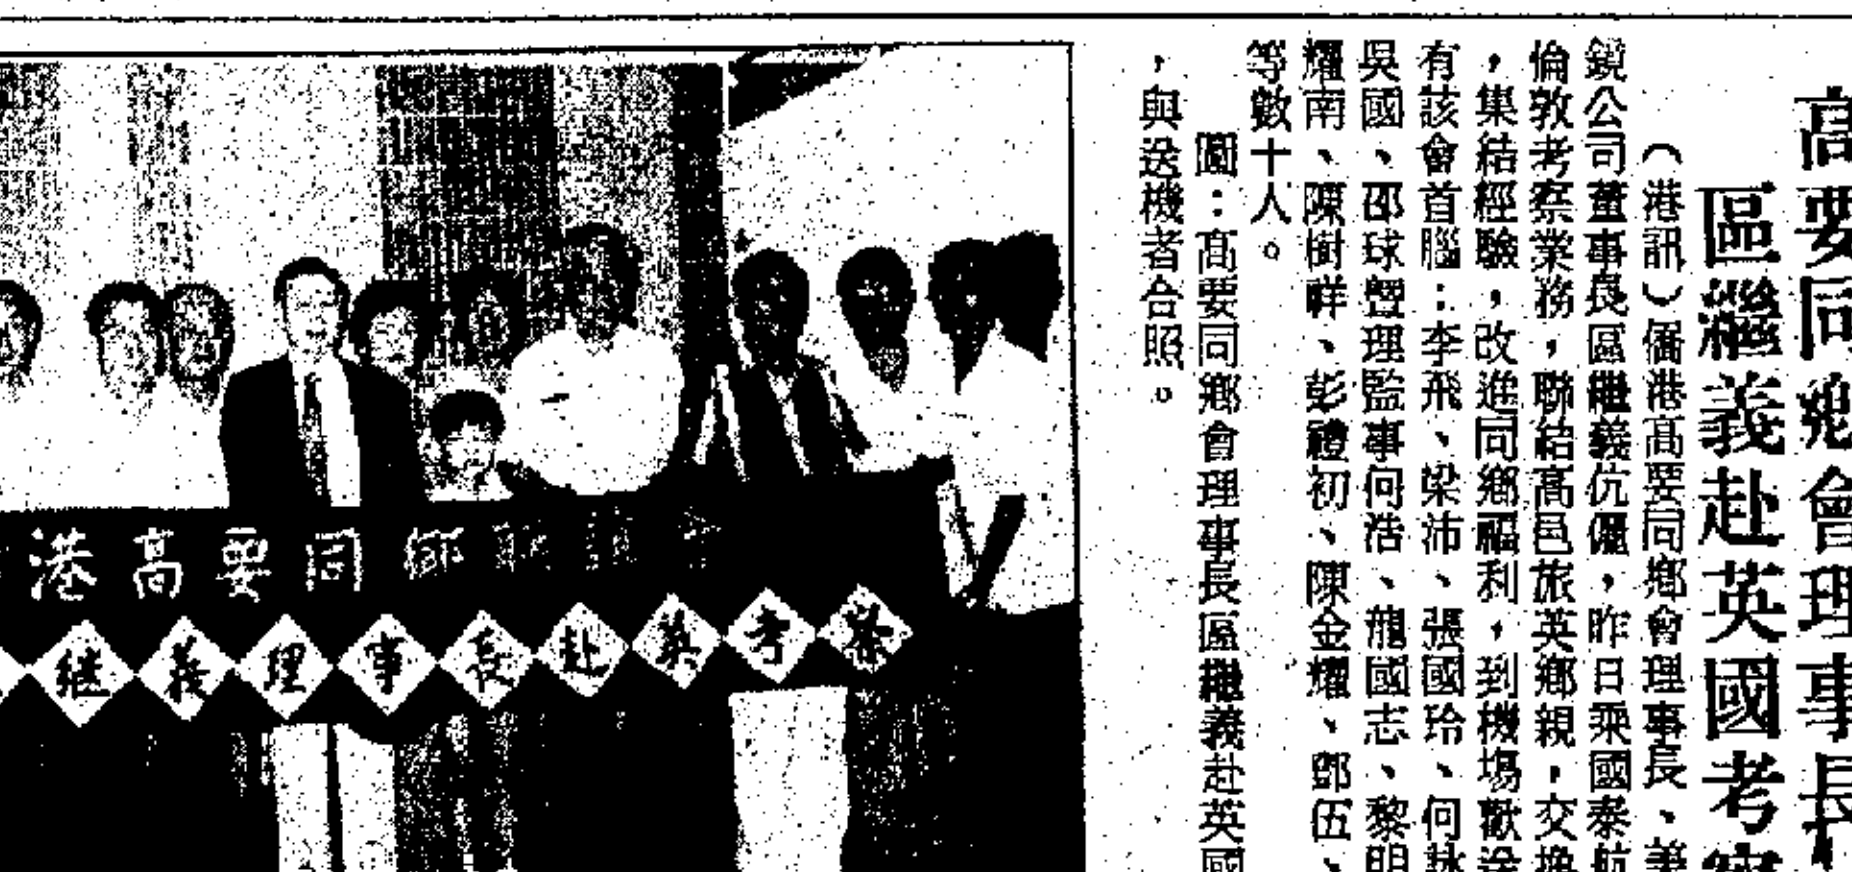 高要同鄉會理事長
區繼義赴英國考察
（港訊）僑港高要同鄉會理事長、
鏡公司董事長區繼義伉儷，昨日乘國泰航
倫敦考察業務，聯結高邑旅英鄉親，交換
，集結經驗，改進同鄉福利，到機塲歡送
有該會首腦：李飛、梁沛、張國玲、何
吳國、邵球暨理監事何浩、龍國志、黎明
耀南、陳樹祥、彭禮初、陳金耀、鄧伍、
等數十人。
圖：高要同鄉會理事長區繼義赴英國
，與送機者合照。
港高要同鄉
繼義理事長赴英考察